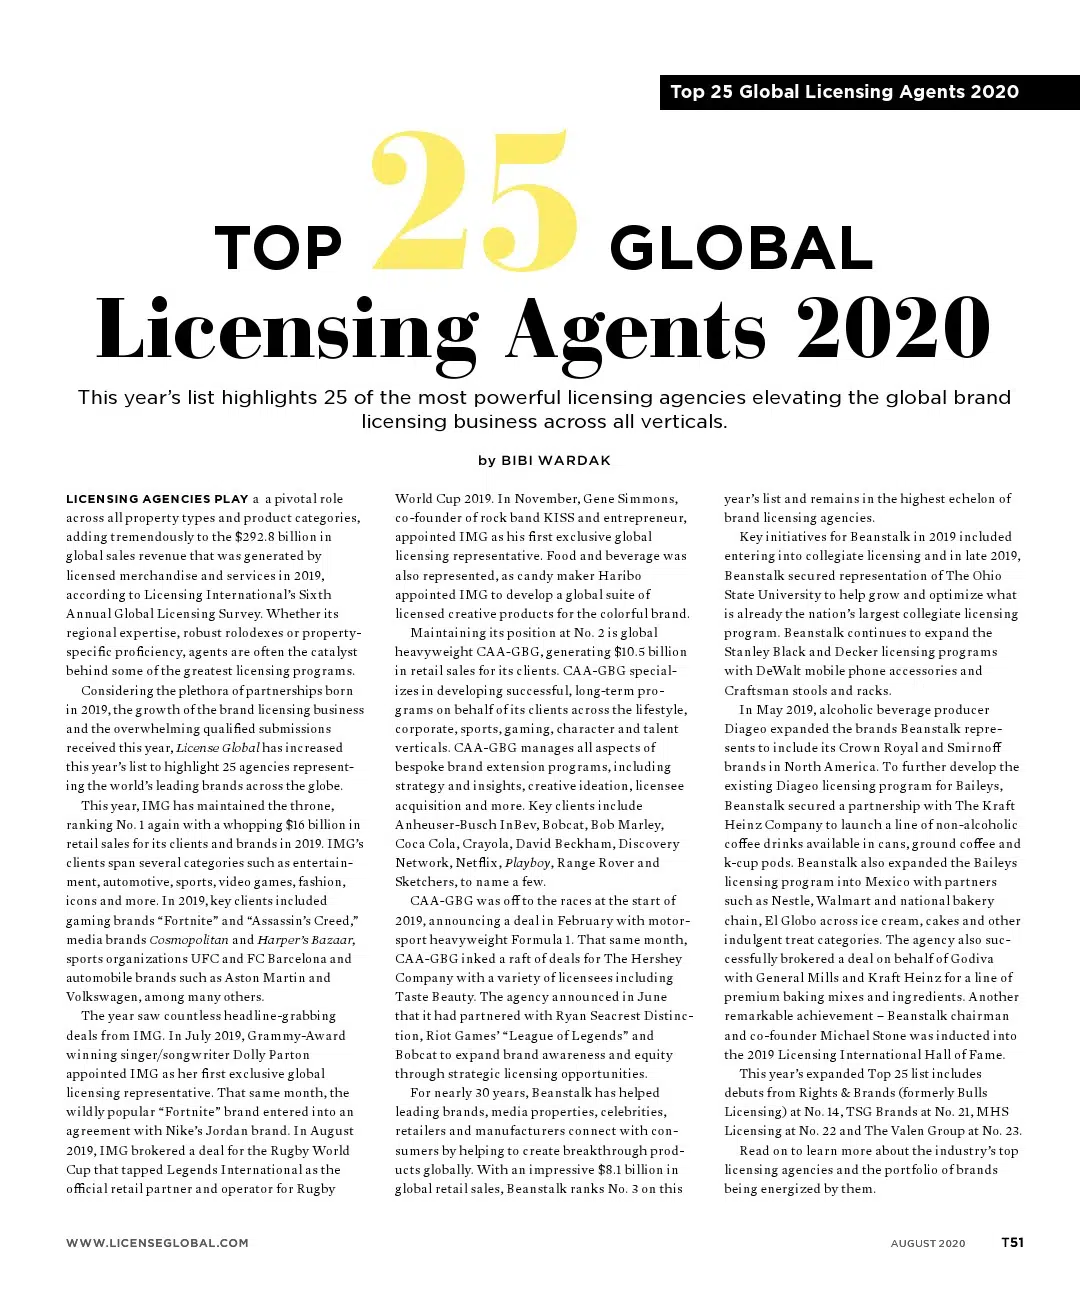 Top 25 Global Licensing Agents 2020
TOP 25 GLOBAL
Licensing Agents 2020
This year’s list highlights 25 of the most powerful licensing agencies elevating the global brand
licensing business across all verticals.
by BIBI WARDAK
LICENSING AGENCIES PLAY a a pivotal role
across all property types and product categories,
adding tremendously to the $292.8 billion in
global sales revenue that was generated by
licensed merchandise and services in 2019,
according to Licensing International’s Sixth
Annual Global Licensing Survey. Whether its
regional expertise, robust rolodexes or property-
specific proficiency, agents are often the catalyst
behind some of the greatest licensing programs.
Considering the plethora of partnerships born
in 2019, the growth of the brand licensing business
and the overwhelming qualified submissions
received this year, License Global has increased
this year’s list to highlight 25 agencies represent-
ing the world’s leading brands across the globe.
This year, IMG has maintained the throne,
ranking No. 1 again with a whopping $16 billion in
retail sales for its clients and brands in 2019. IMG’s
clients span several categories such as entertain-
ment, automotive, sports, video games, fashion,
icons and more. In 2019, key clients included
gaming brands “Fortnite” and “Assassin’s Creed,”
media brands Cosmopolitan and Harper’s Bazaar,
sports organizations UFC and FC Barcelona and
automobile brands such as Aston Martin and
Volkswagen, among many others.
The year saw countless headline-grabbing
deals from IMG. In July 2019, Grammy-Award
winning singer/songwriter Dolly Parton
appointed IMG as her first exclusive global
licensing representative. That same month, the
wildly popular “Fortnite” brand entered into an
agreement with Nike’s Jordan brand. In August
2019, IMG brokered a deal for the Rugby World
Cup that tapped Legends International as the
official retail partner and operator for Rugby
World Cup 2019. In November, Gene Simmons,
co-founder of rock band KISS and entrepreneur,
appointed IMG as his first exclusive global
licensing representative. Food and beverage was
also represented, as candy maker Haribo
appointed IMG to develop a global suite of
licensed creative products for the colorful brand.
Maintaining its position at No. 2 is global
heavyweight CAA-GBG, generating $10.5 billion
in retail sales for its clients. CAA-GBG special-
izes in developing successful, long-term pro-
grams on behalf of its clients across the lifestyle,
corporate, sports, gaming, character and talent
verticals. CAA-GBG manages all aspects of
bespoke brand extension programs, including
strategy and insights, creative ideation, licensee
acquisition and more. Key clients include
Anheuser-Busch InBev, Bobcat, Bob Marley,
Coca Cola, Crayola, David Beckham, Discovery
Network, Netflix, Playboy, Range Rover and
Sketchers, to name a few.
CAA-GBG was off to the races at the start of
2019, announcing a deal in February with motor-
sport heavyweight Formula 1. That same month,
CAA-GBG inked a raft of deals for The Hershey
Company with a variety of licensees including
Taste Beauty. The agency announced in June
that it had partnered with Ryan Seacrest Distinc-
tion, Riot Games’ “League of Legends” and
Bobcat to expand brand awareness and equity
through strategic licensing opportunities.
For nearly 30 years, Beanstalk has helped
leading brands, media properties, celebrities,
retailers and manufacturers connect with con-
sumers by helping to create breakthrough prod-
ucts globally. With an impressive $8.1 billion in
global retail sales, Beanstalk ranks No. 3 on this
year’s list and remains in the highest echelon of
brand licensing agencies.
Key initiatives for Beanstalk in 2019 included
entering into collegiate licensing and in late 2019,
Beanstalk secured representation of The Ohio
State University to help grow and optimize what
is already the nation’s largest collegiate licensing
program. Beanstalk continues to expand the
Stanley Black and Decker licensing programs
with DeWalt mobile phone accessories and
Craftsman stools and racks.
In May 2019, alcoholic beverage producer
Diageo expanded the brands Beanstalk repre-
sents to include its Crown Royal and Smirnoff
brands in North America. To further develop the
existing Diageo licensing program for Baileys,
Beanstalk secured a partnership with The Kraft
Heinz Company to launch a line of non-alcoholic
coffee drinks available in cans, ground coffee and
k-cup pods. Beanstalk also expanded the Baileys
licensing program into Mexico with partners
such as Nestle, Walmart and national bakery
chain, El Globo across ice cream, cakes and other
indulgent treat categories. The agency also suc-
cessfully brokered a deal on behalf of Godiva
with General Mills and Kraft Heinz for a line of
premium baking mixes and ingredients. Another
remarkable achievement – Beanstalk chairman
and co-founder Michael Stone was inducted into
the 2019 Licensing International Hall of Fame.
This year’s expanded Top 25 list includes
debuts from Rights & Brands (formerly Bulls
Licensing) at No. 14, TSG Brands at No. 21, MHS
Licensing at No. 22 and The Valen Group at No. 23.
Read on to learn more about the industry’s top
licensing agencies and the portfolio of brands
being energized by them.
WWW.LICENSEGLOBAL.COM
AUGUST 2020 T51